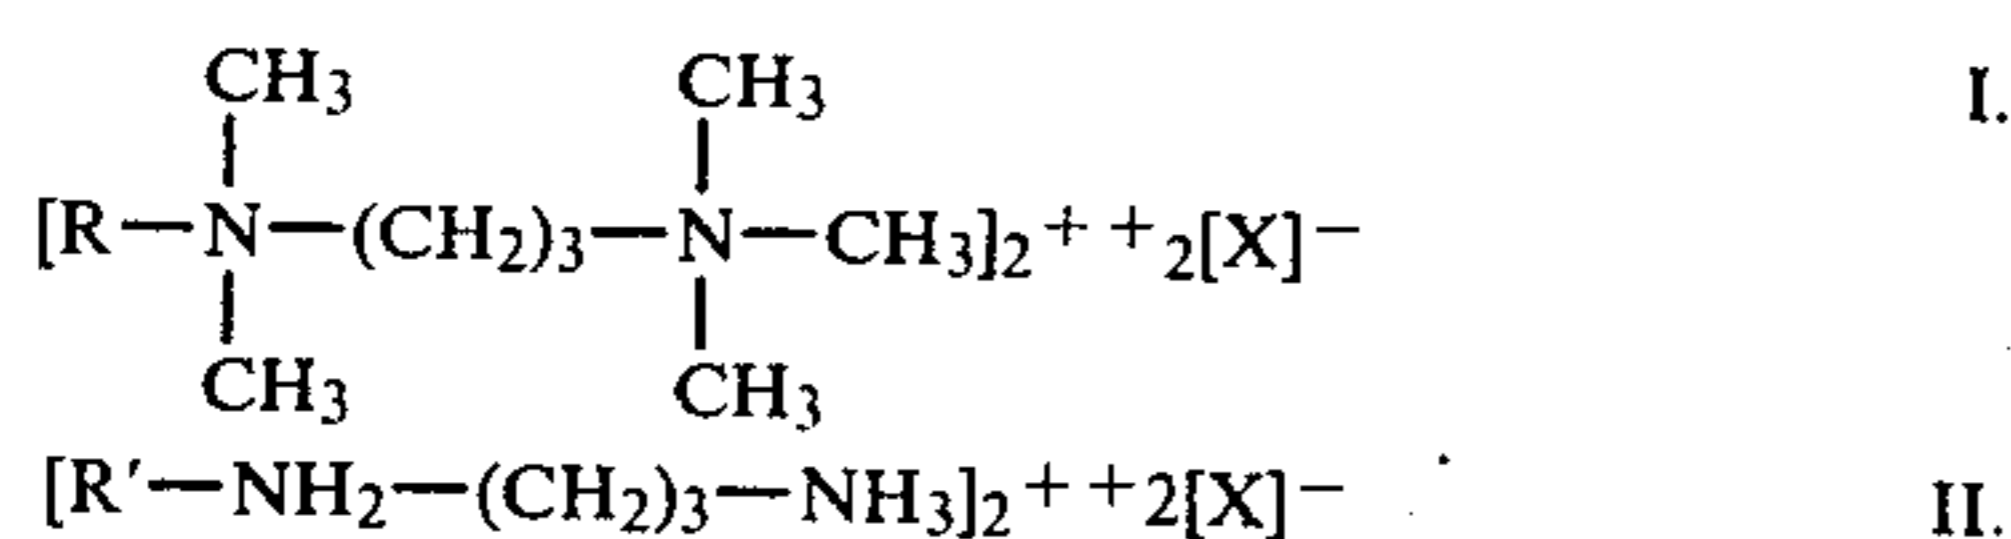 CH3 CH3 I.
[R—N—(CH2)3—N—CH3]2++2[X]−
CH3 CH3
[R′—NH2—(CH2)3—NH3]2++2[X]− II.